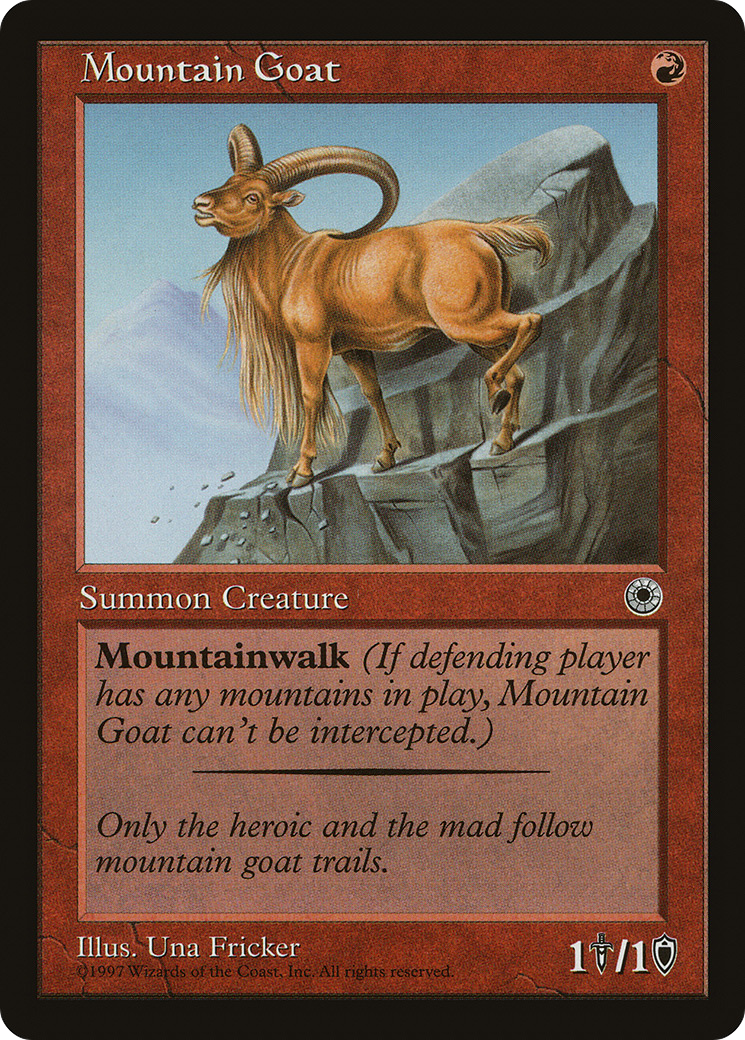 Mountain Goat
Summon Creature
Mountainwalk (If defending player
has any mountains in play, Mountain
Goat can't be intercepted.)
Only the heroic and the mad follow
mountain goat trails.
Illus. Una Fricker
©1997 Wizards of the Coast, Inc. All rights reserved.
1/1